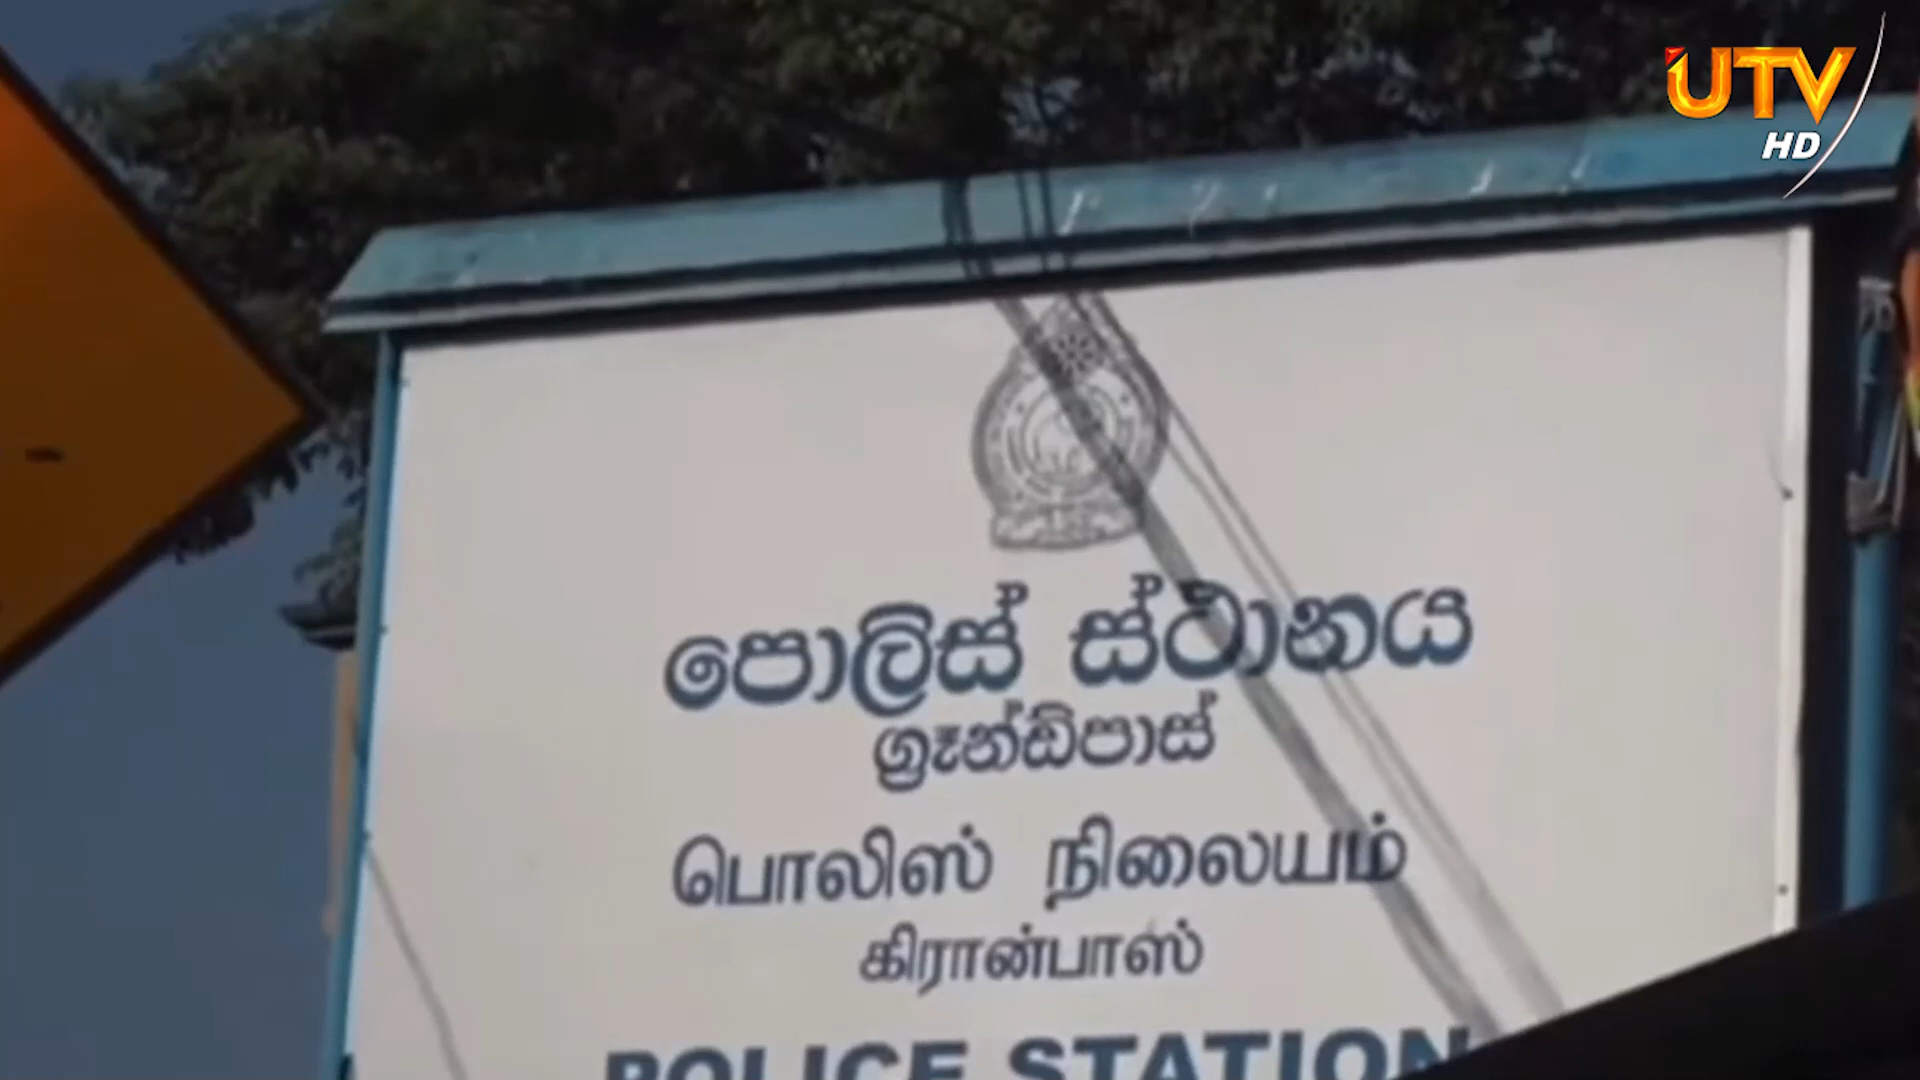 UTV
HD
පොලිස් ස්ථානය
ග්‍රෑන්ඩ්පාස්
பொலிஸ் நிலையம்
கிரான்பாஸ்
POLICE STATION